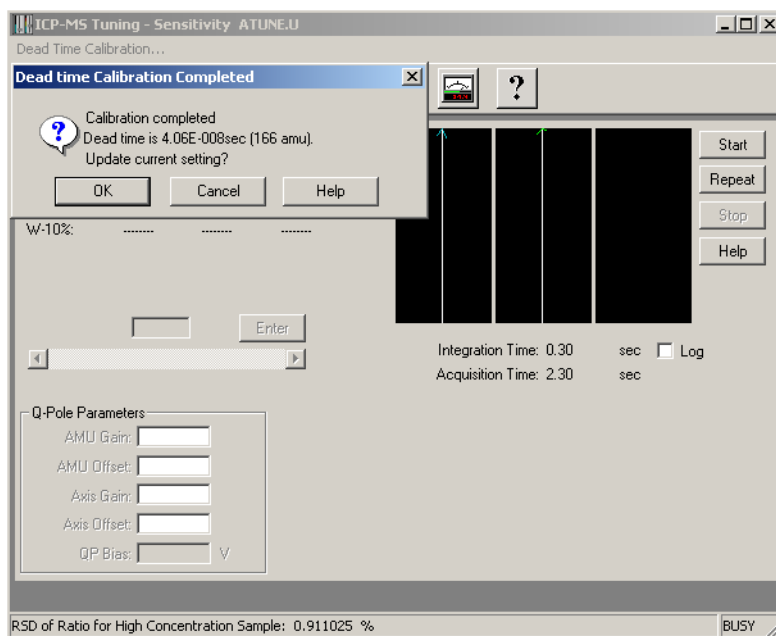 ICP-MS Tuning - Sensitivity ATUNE.U
Dead Time Calibration...
Dead time Calibration Completed
Calibration completed
Dead time is 4.06E-008sec (166 amu).
Update current setting?
OK Cancel Help
Start
Repeat
Stop
Help
W-10%: -------- -------- --------
Enter
Integration Time: 0.30 sec Log
Acquisition Time: 2.30 sec
Q-Pole Parameters
AMU Gain:
AMU Offset:
Axis Gain:
Axis Offset:
QP Bias: V
RSD of Ratio for High Concentration Sample: 0.911025 % BUSY